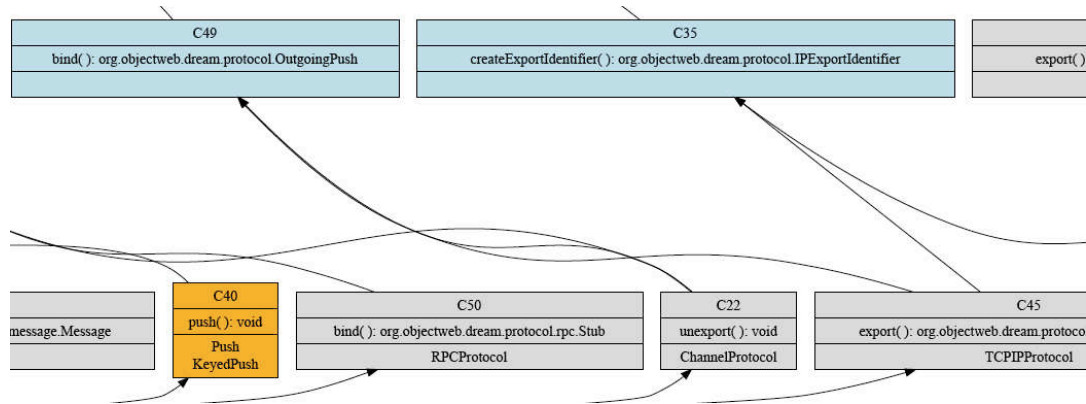 C49
bind( ): org.objectweb.dream.protocol.OutgoingPush
C35
createExportIdentifier( ): org.objectweb.dream.protocol.IPExportIdentifier
export( )
message.Message
C40
push( ): void
Push
KeyedPush
C50
bind( ): org.objectweb.dream.protocol.rpc.Stub
RPCProtocol
C22
unexport( ): void
ChannelProtocol
C45
export( ): org.objectweb.dream.protoco
TCPIPProtocol